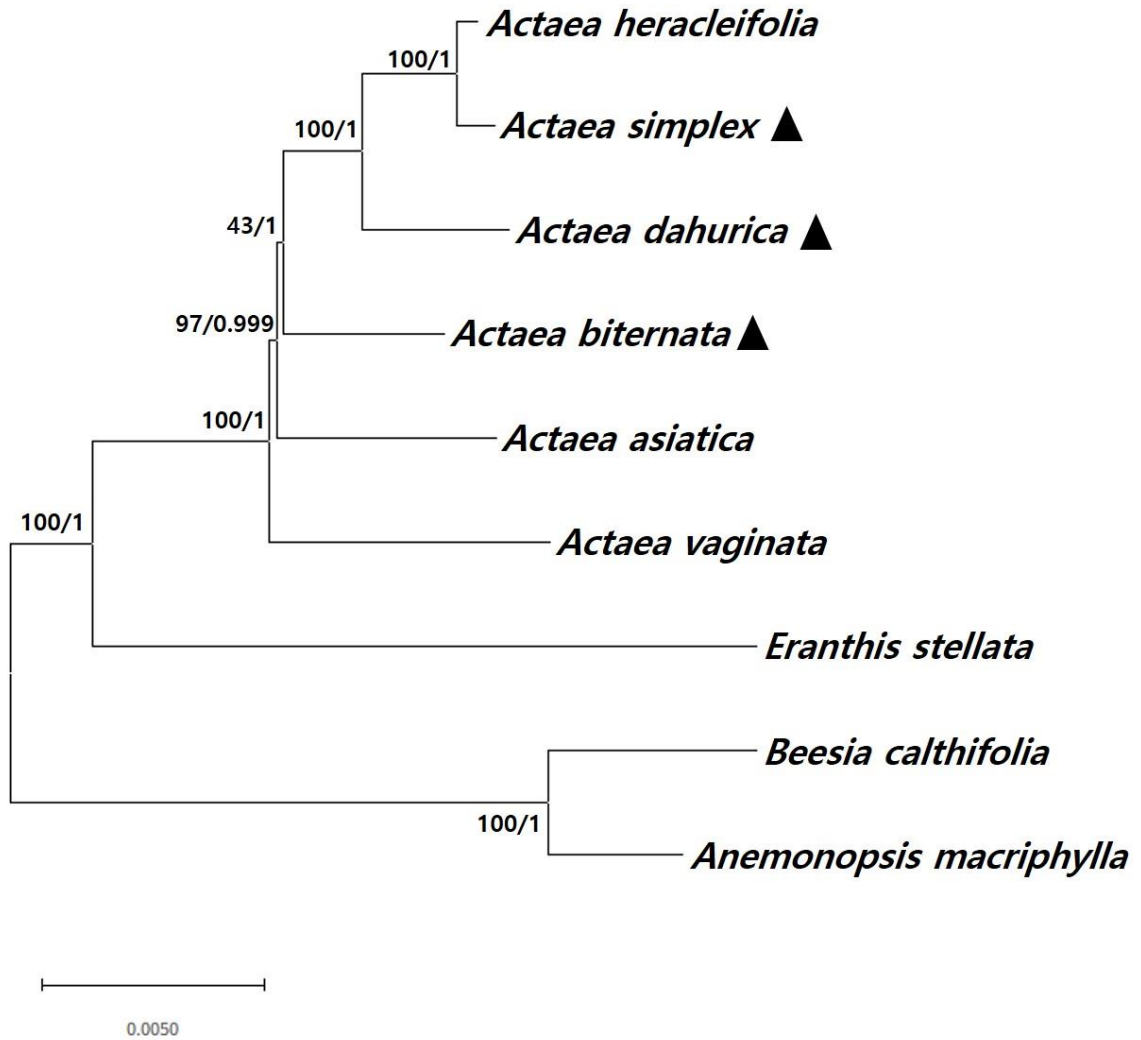 Actaea heracleifolia
100/1
Actaea simplex ▲
100/1
Actaea dahurica ▲
43/1
97/0.999
Actaea biternata ▲
100/1
Actaea asiatica
100/1
Actaea vaginata
Eranthis stellata
Beesia calthifolia
100/1
Anemonopsis macriphylla
0.0050